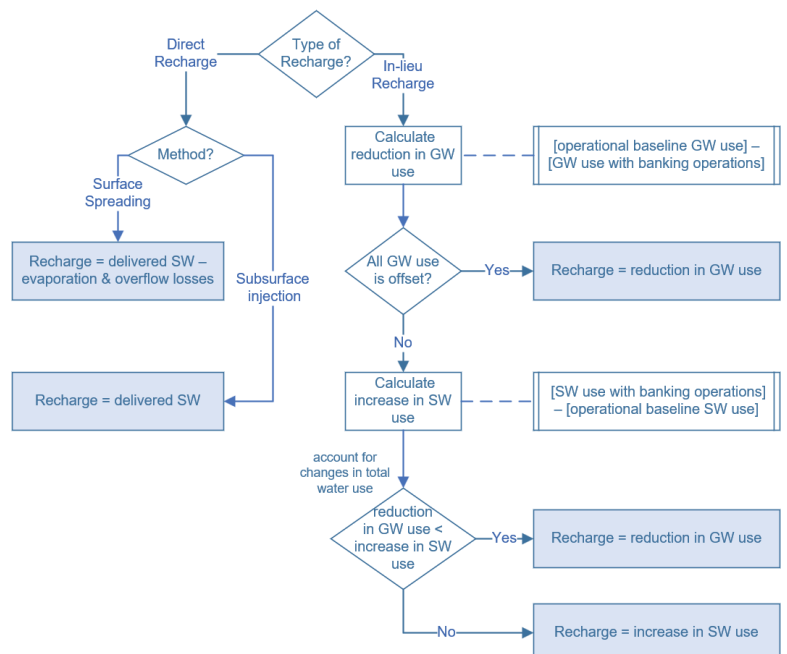 Type of
Recharge?
Direct
Recharge
In-lieu
Recharge
Method?
Surface
Spreading
Recharge = delivered SW –
evaporation & overflow losses
Subsurface
injection
Recharge = delivered SW
Calculate
reduction in GW
use
[operational baseline GW use] –
[GW use with banking operations]
All GW use
is offset?
Yes
Recharge = reduction in GW use
No
Calculate
increase in SW
use
[SW use with banking operations]
– [operational baseline SW use]
account for
changes in total
water use
reduction
in GW use <
increase in SW
use
Yes
Recharge = reduction in GW use
No
Recharge = increase in SW use